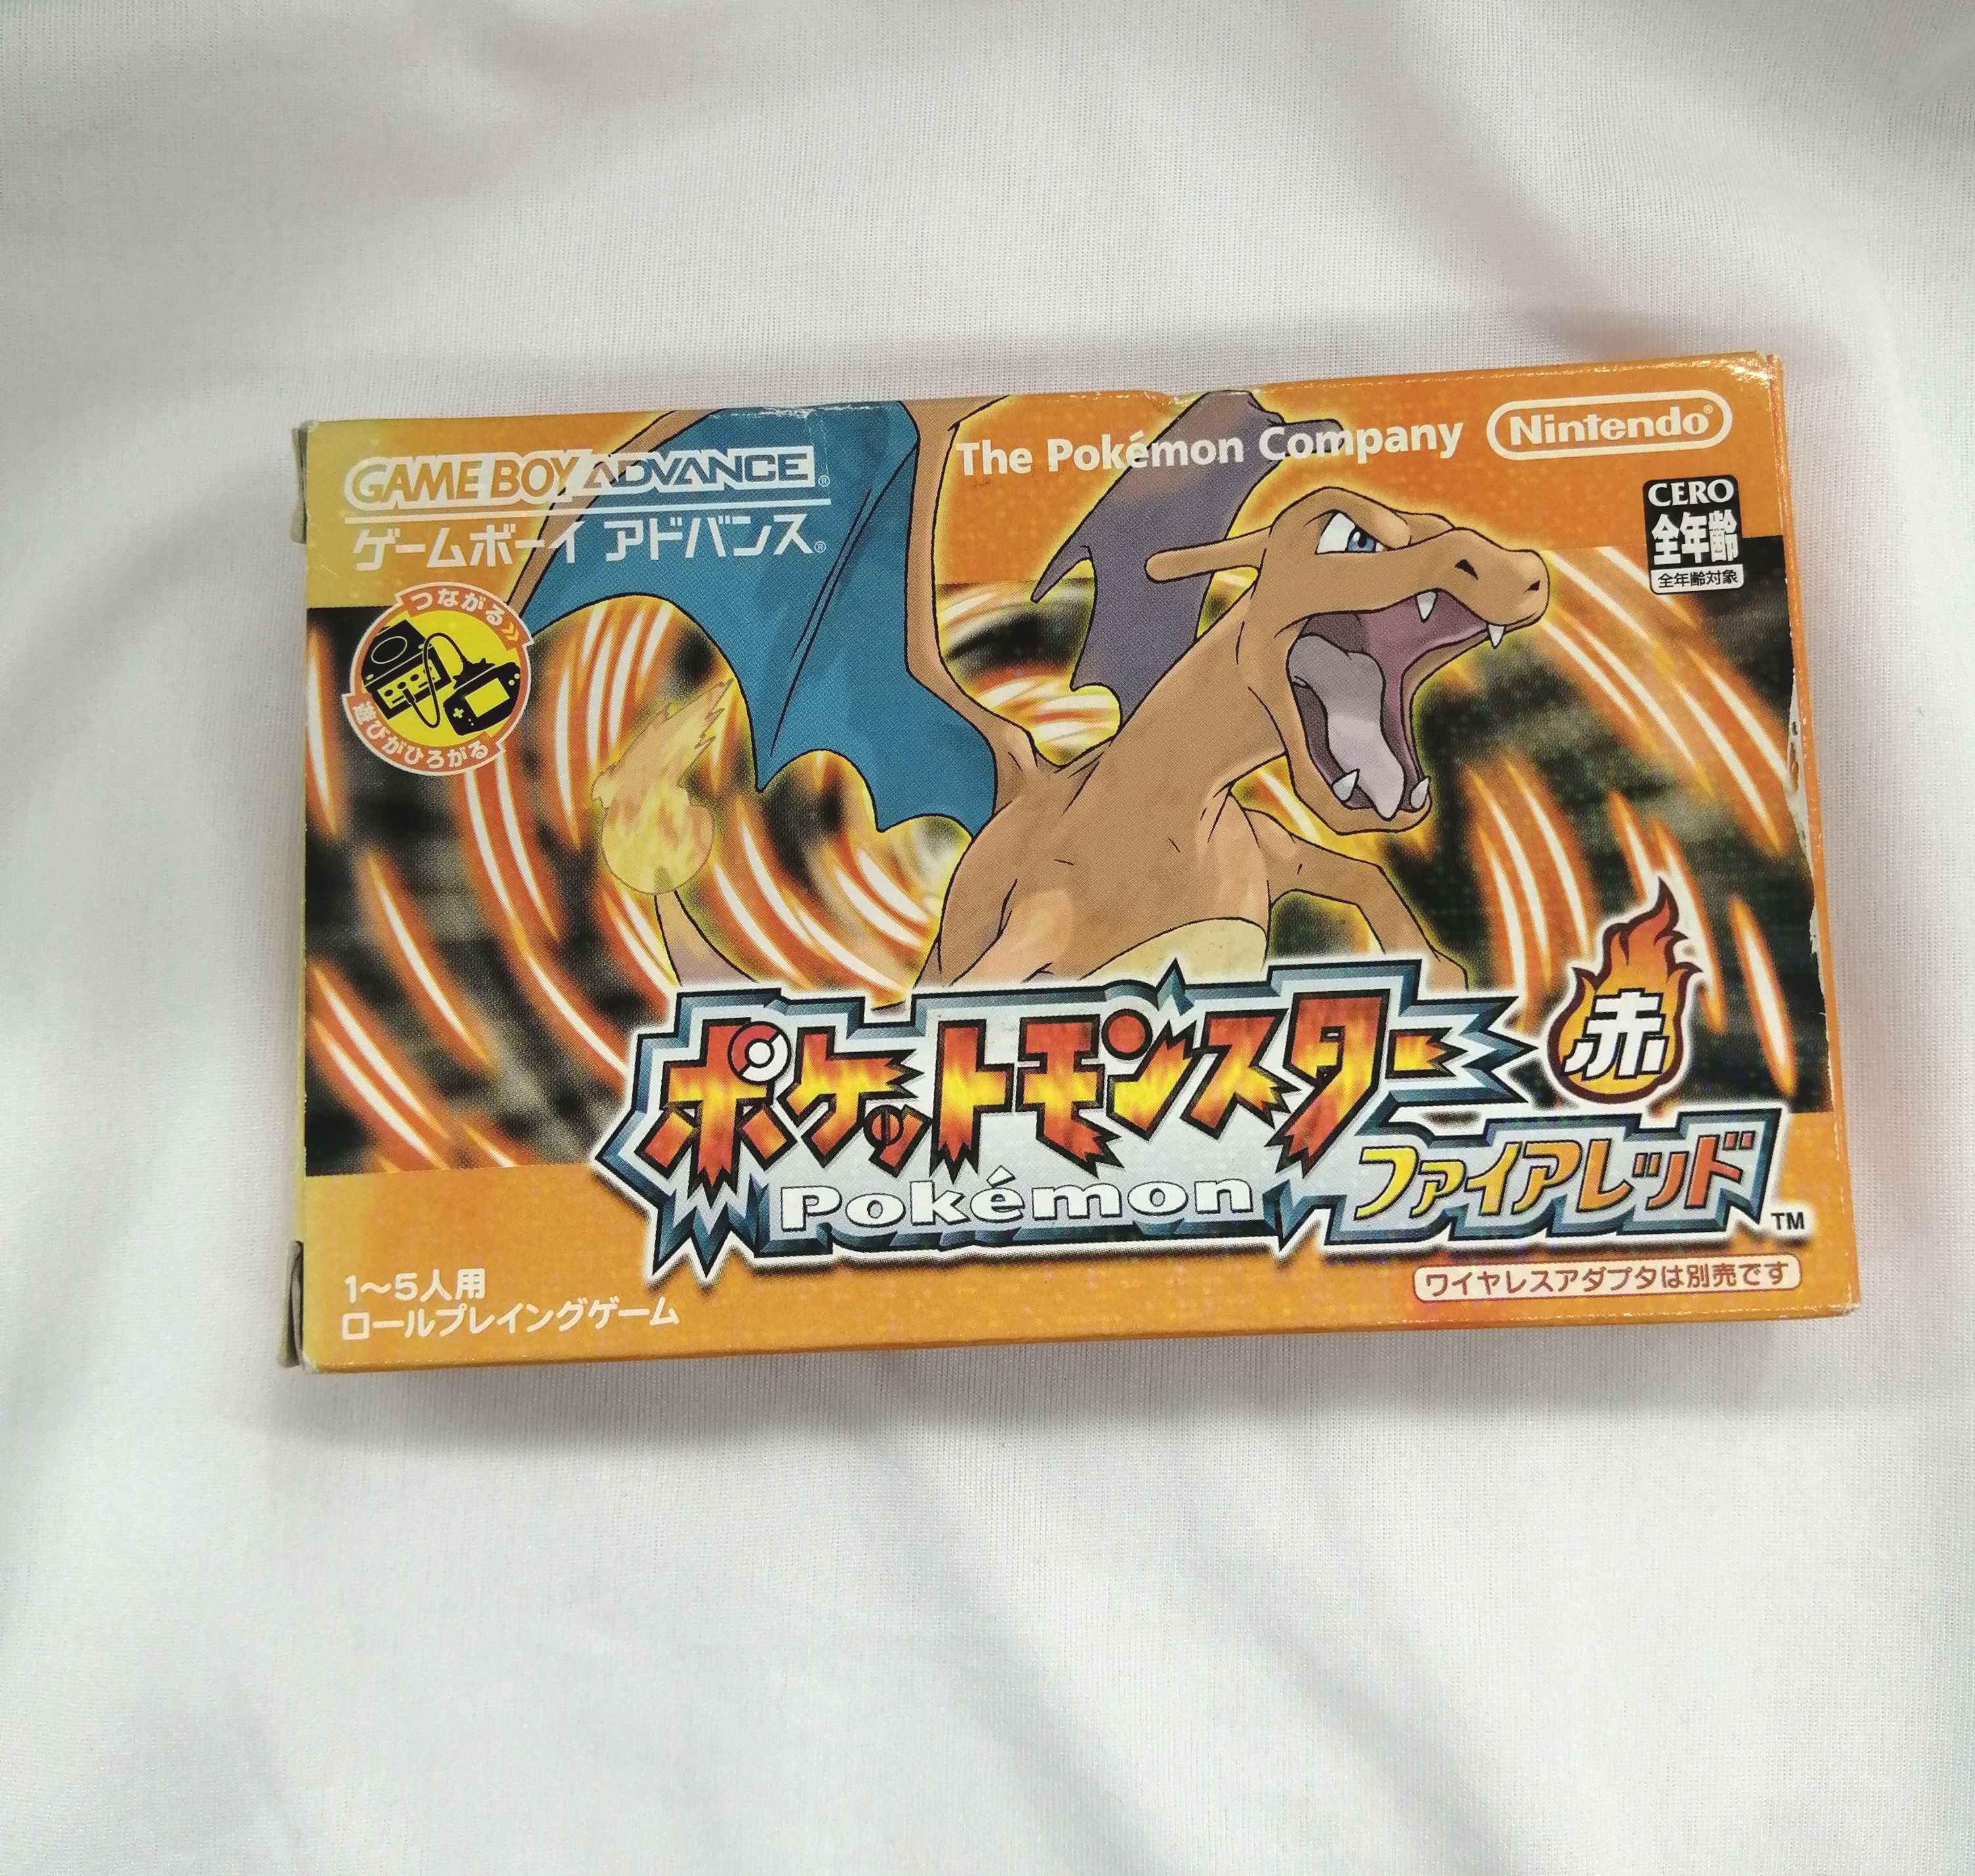 GAME BOY ADVANCE®
ゲームボーイ アドバンス®
The Pokémon Company
Nintendo®
CERO
全年齢
全年齢対象
つながる»
遊びがひろがる
赤
ポケットモンスター
ファイアレッド
Pokémon
TM
1〜5人用
ロールプレイングゲーム
ワイヤレスアダプタは別売です